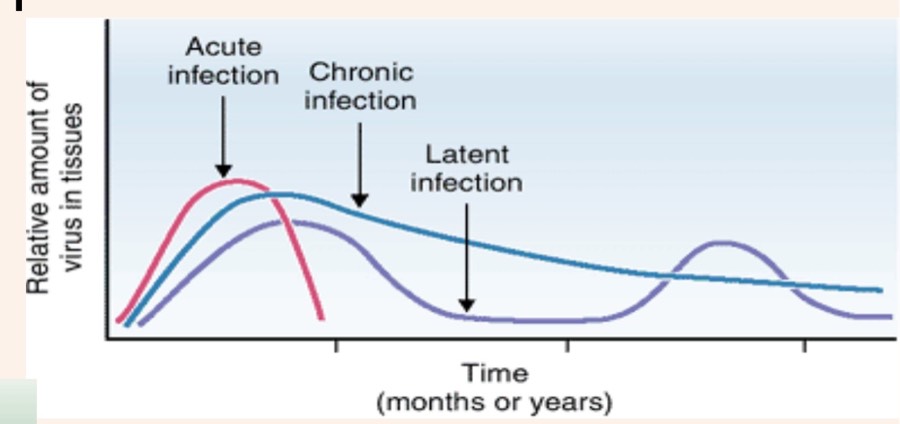 Acute
infection
Chronic
infection
Latent
infection
Relative amount of
virus in tissues
Time
(months or years)